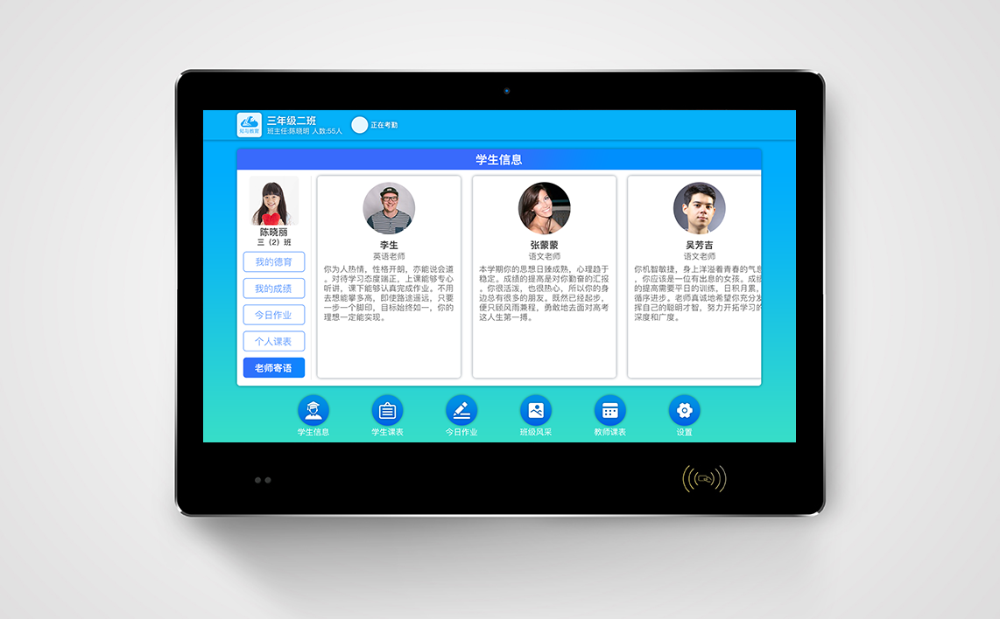 知鸟教育
三年级二班
班主任:陈晓明 人数:55人
正在考勤
学生信息
陈晓丽
三（2）班
我的德育
我的成绩
今日作业
个人课表
老师寄语
李生
英语老师
你为人热情，性格开朗，亦能说会道
。对待学习态度端正，上课能够专心
听讲，课下能够认真完成作业。不用
去想能攀多高，即使路途遥远，只要
一步一个脚印，目标始终如一，你的
理想一定能实现。
张蒙蒙
语文老师
本学期你的思想日臻成熟，心理趋于
稳定。成绩的提高是对你勤奋的汇报
。你很活泼，也很热心，所以你的身
边总有很多的朋友。既然已经起步，
便只顾风雨兼程，勇敢地去面对高考
这人生第一搏。
吴芳吉
语文老师
你机智敏捷，身上洋溢着青春的气息
，你应该是一位有出息的女孩。成绩
的提高需要平日的训练，日积月累，
循序进步。老师真诚地希望你充分发
挥自己的聪明才智，努力开拓学习的
深度和广度。
学生信息
学生课表
今日作业
班级风采
教师课表
设置